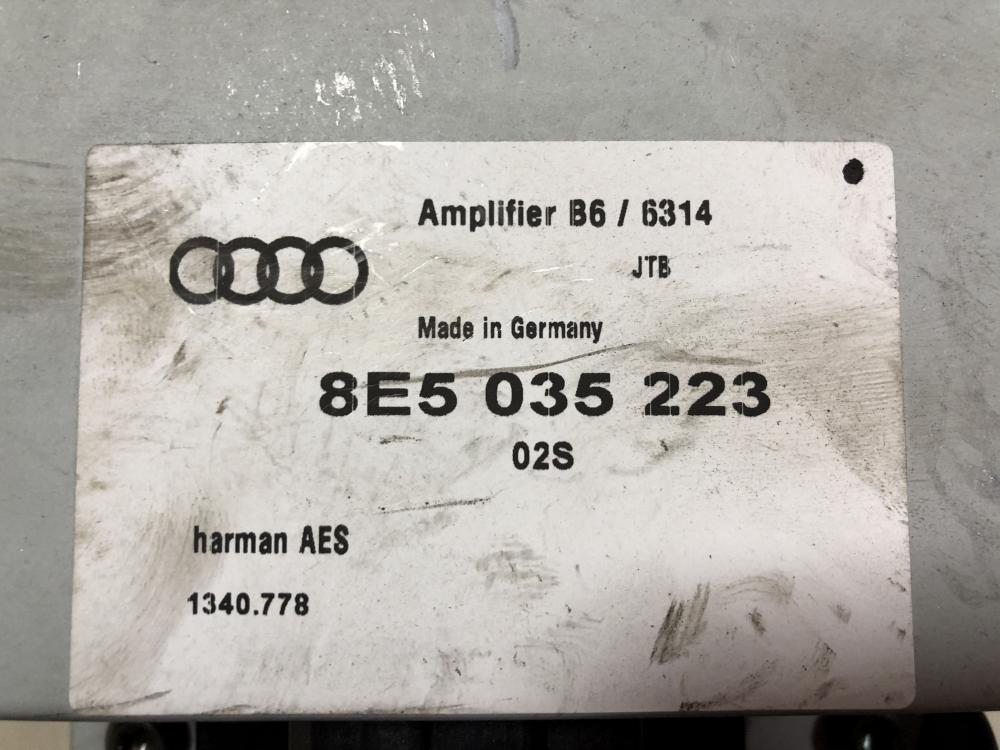 Amplifier B6 / 6314
JTB
Made in Germany
8E5 035 223
02S
harman AES
1340.778